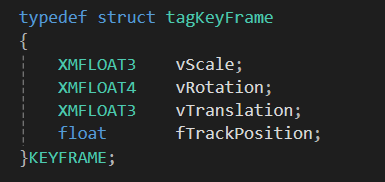 typedef struct tagKeyFrame
{
    XMFLOAT3    vScale;
    XMFLOAT4    vRotation;
    XMFLOAT3    vTranslation;
    float       fTrackPosition;
}KEYFRAME;